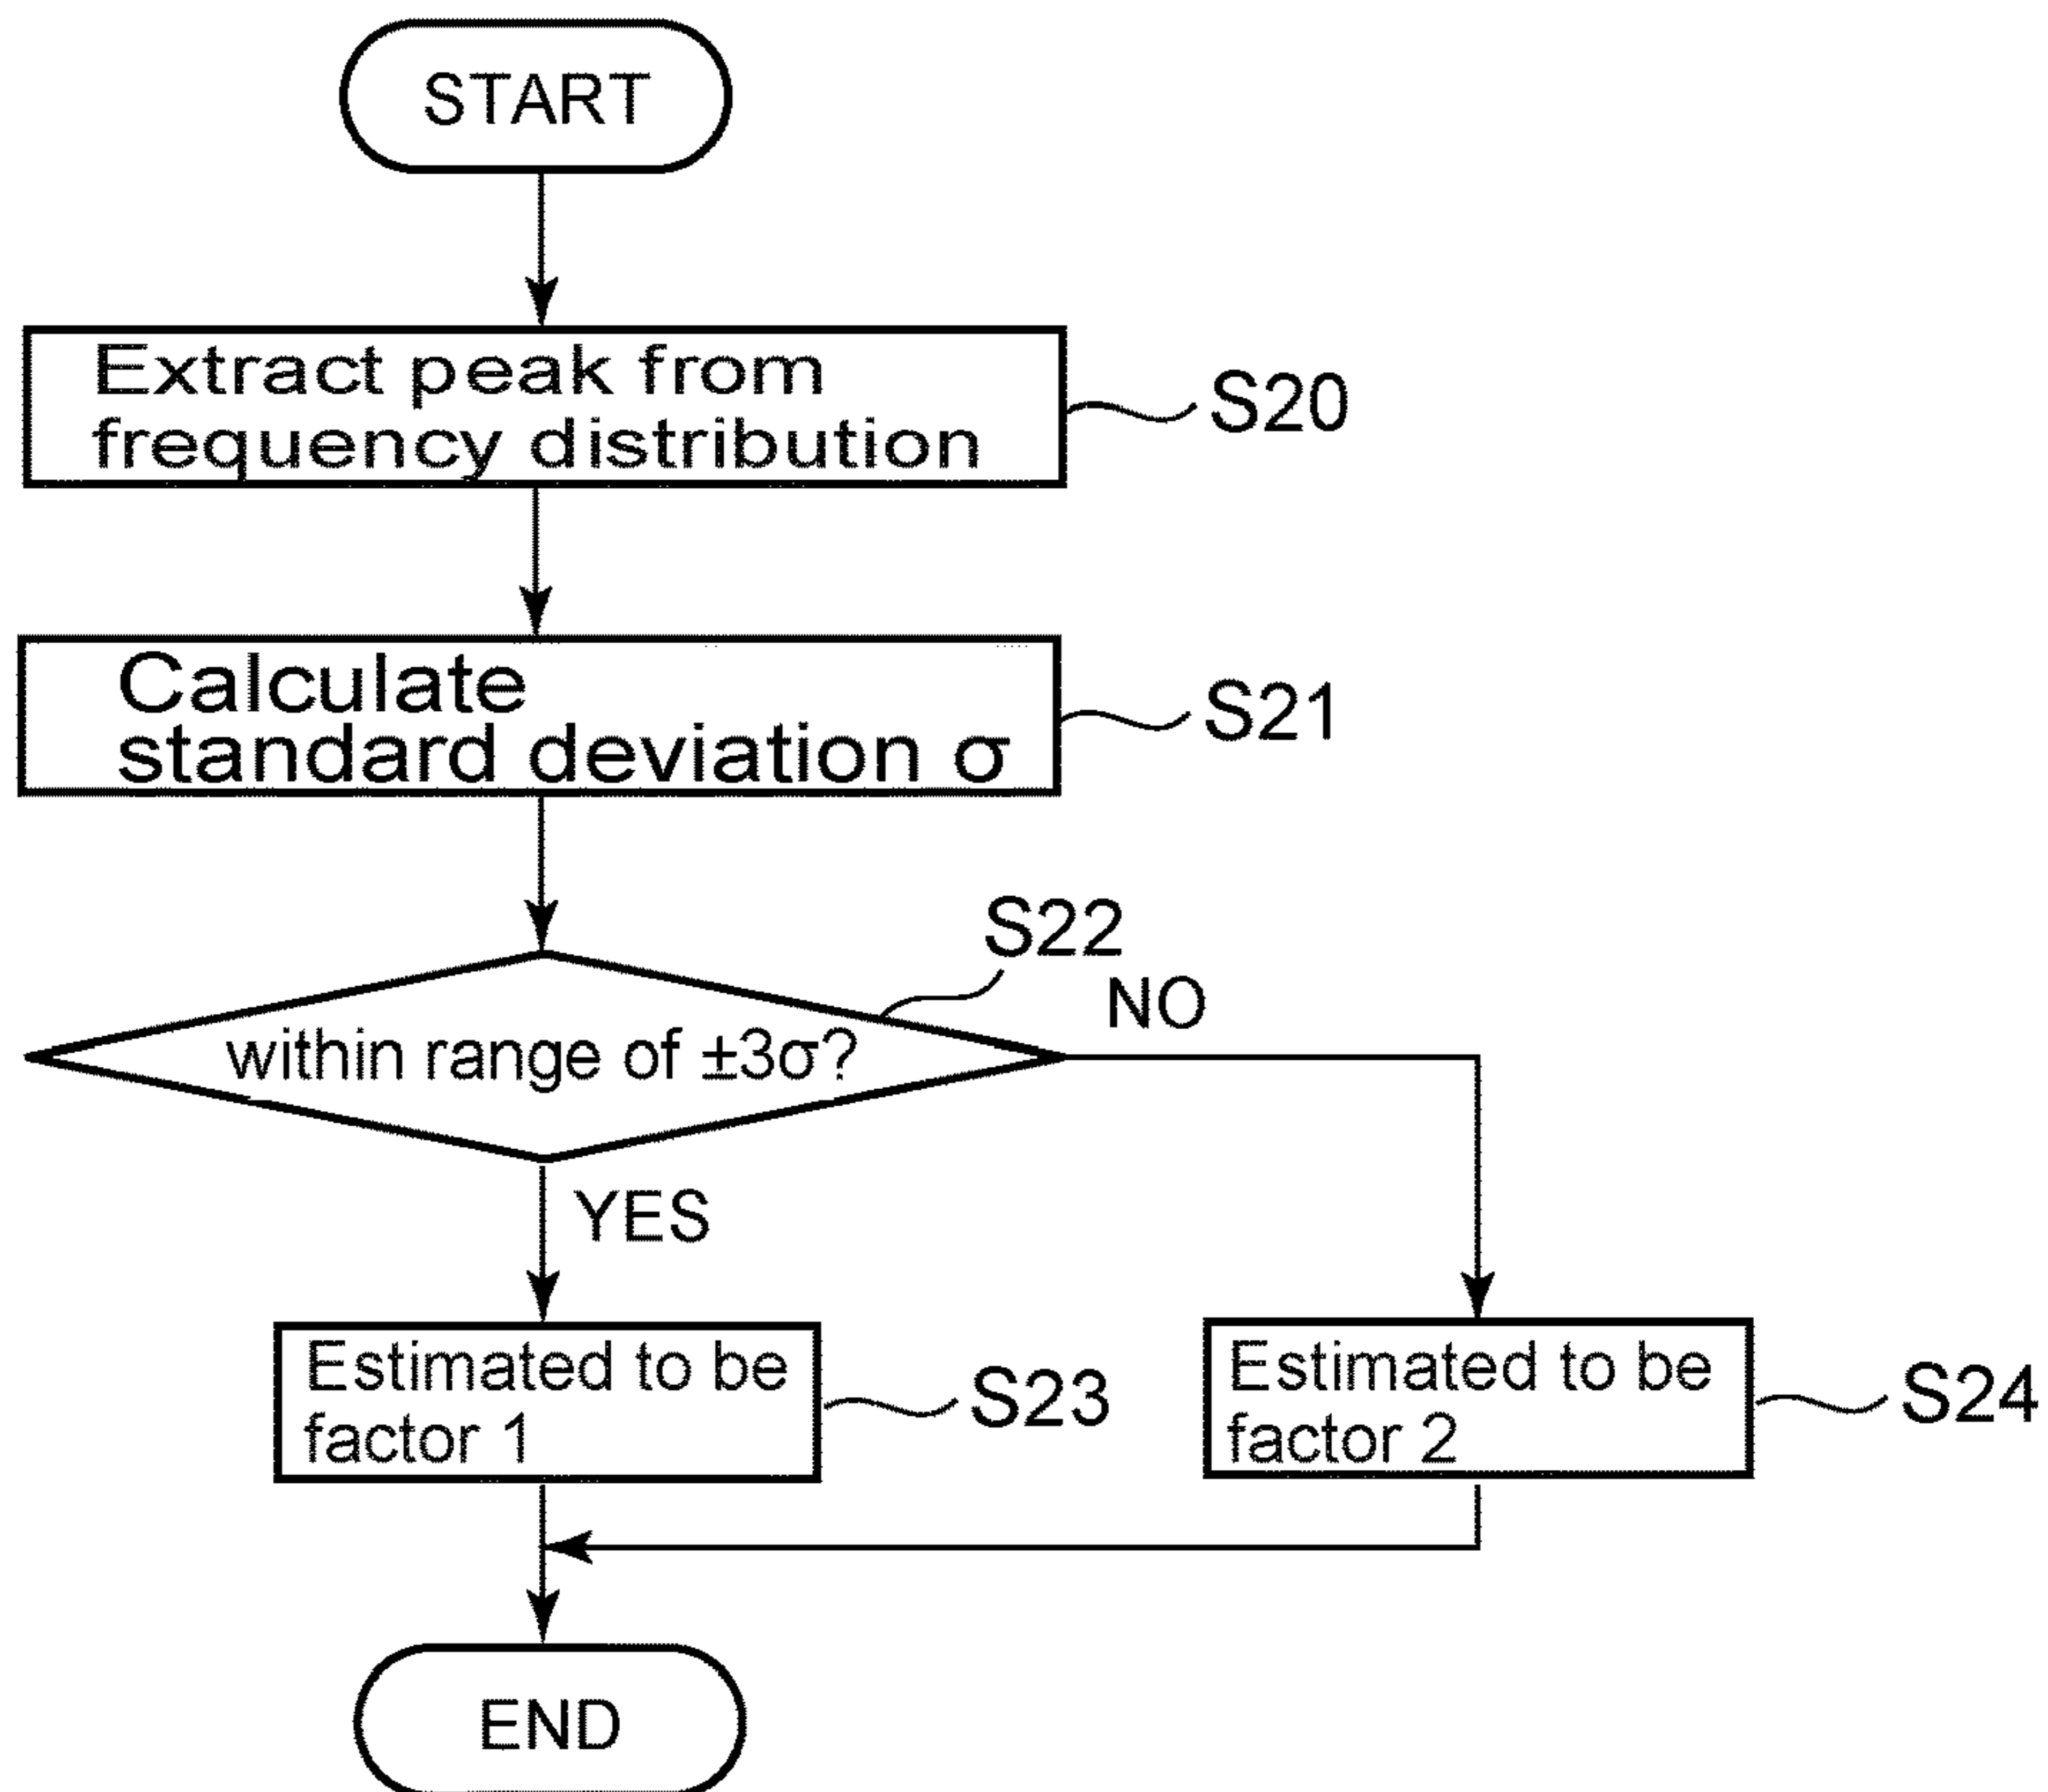 START
Extract peak from
frequency distribution
S20
Calculate
standard deviation σ
S21
S22
NO
within range of ±3σ?
YES
Estimated to be
factor 1
S23
Estimated to be
factor 2
S24
END